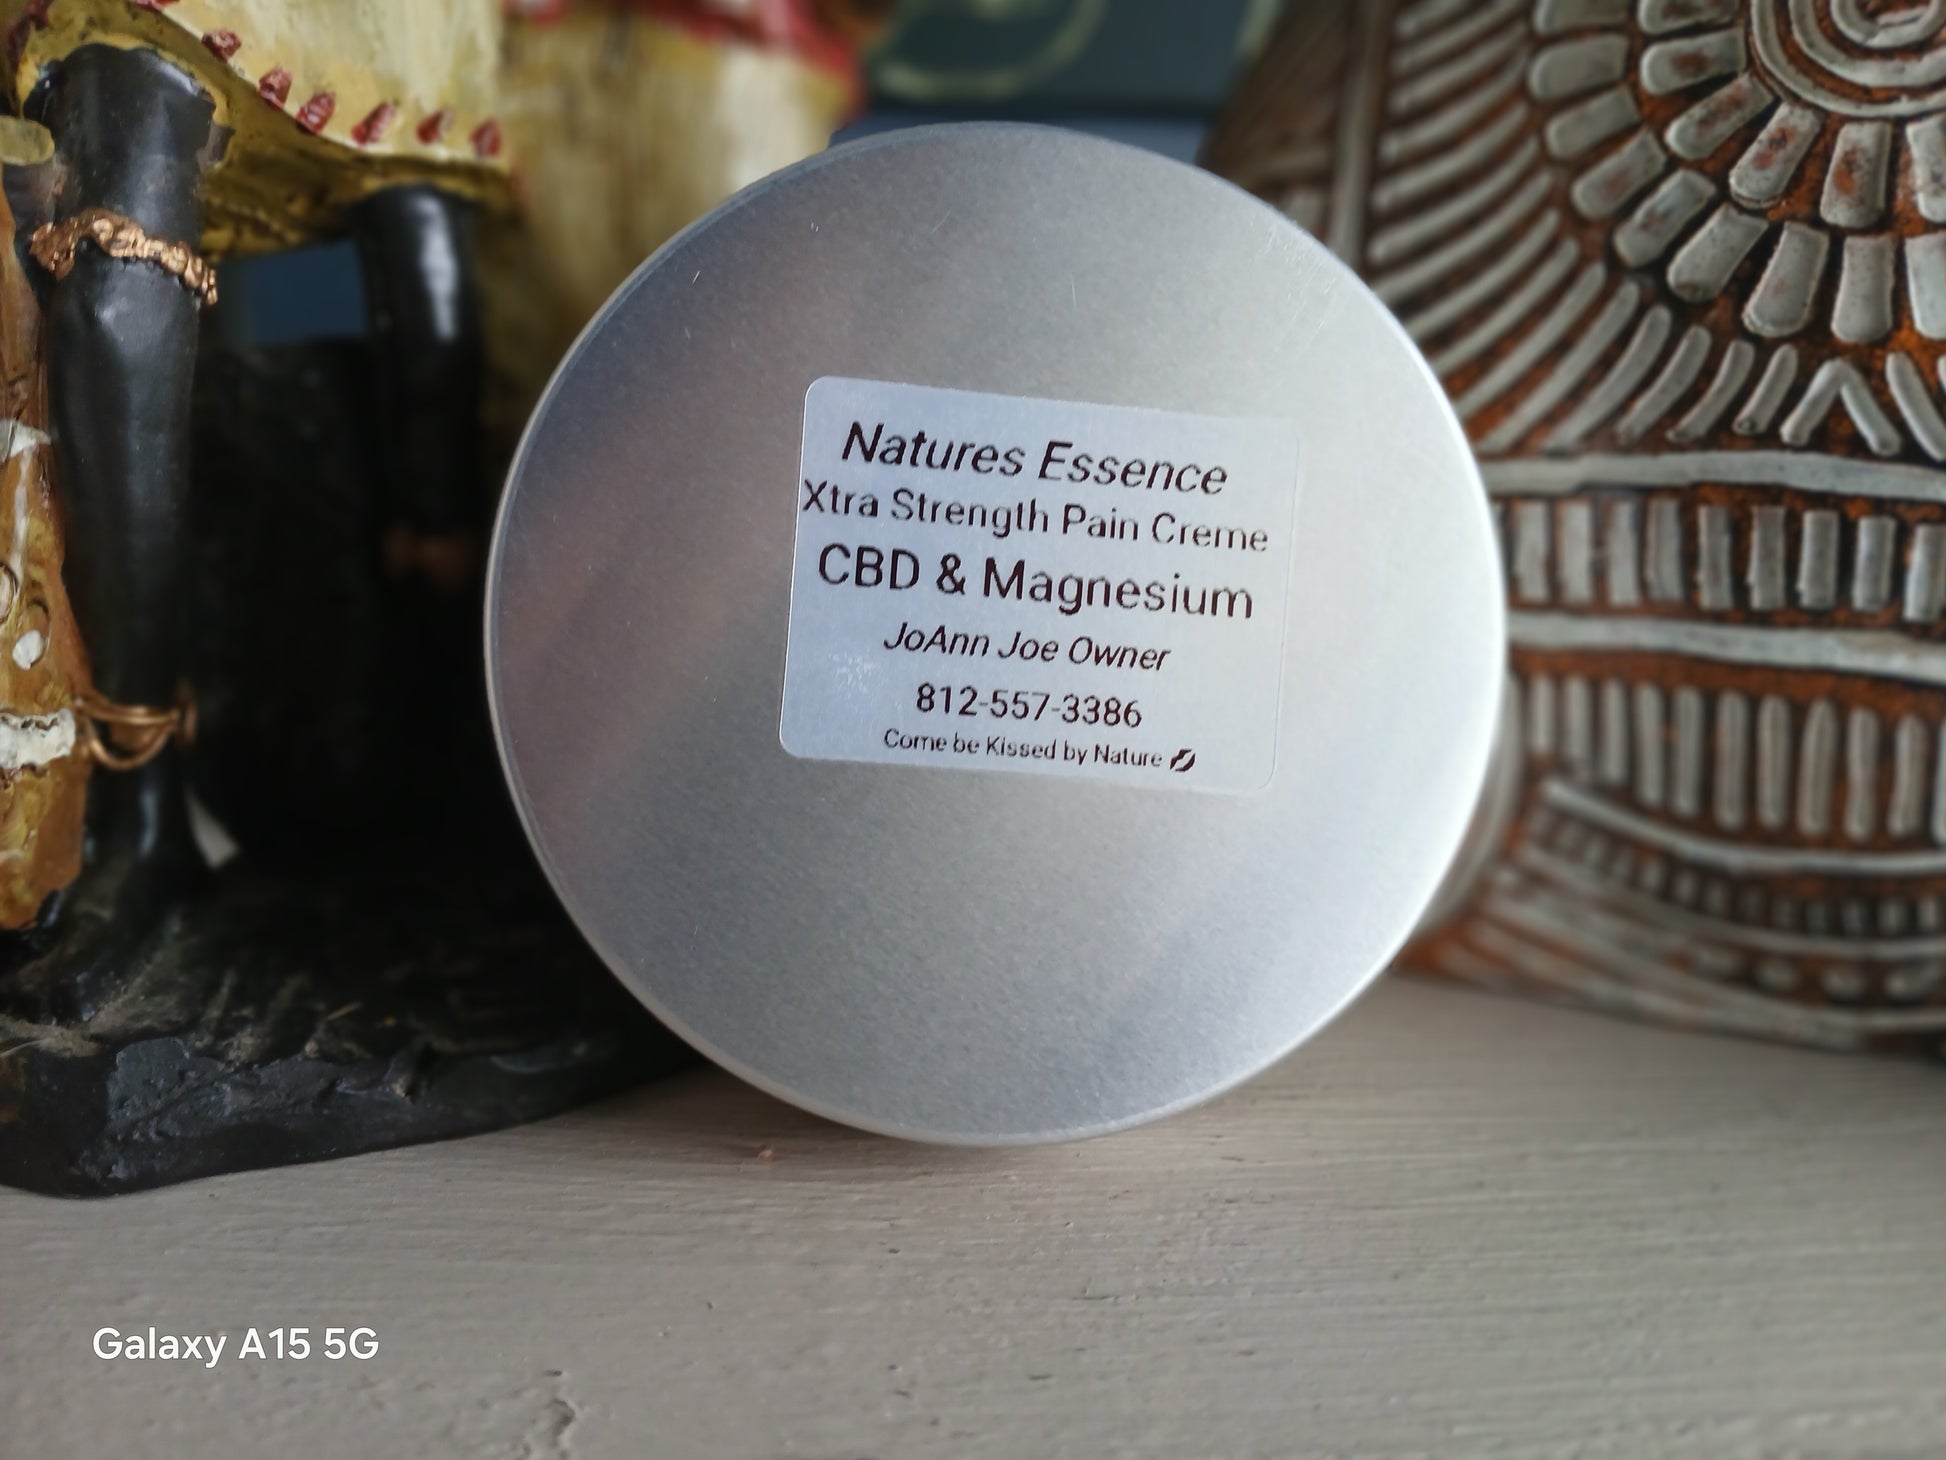 Natures Essence
Xtra Strength Pain Creme
CBD & Magnesium
JoAnn Joe Owner
812-557-3386
Come be Kissed by Nature
Galaxy A15 5G